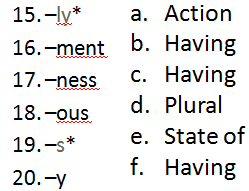 15.–ly*
16.–ment
17.–ness
18.–ous
19.–s*
20.–y
a. Action
b. Having
c. Having
d. Plural
e. State of
f. Having